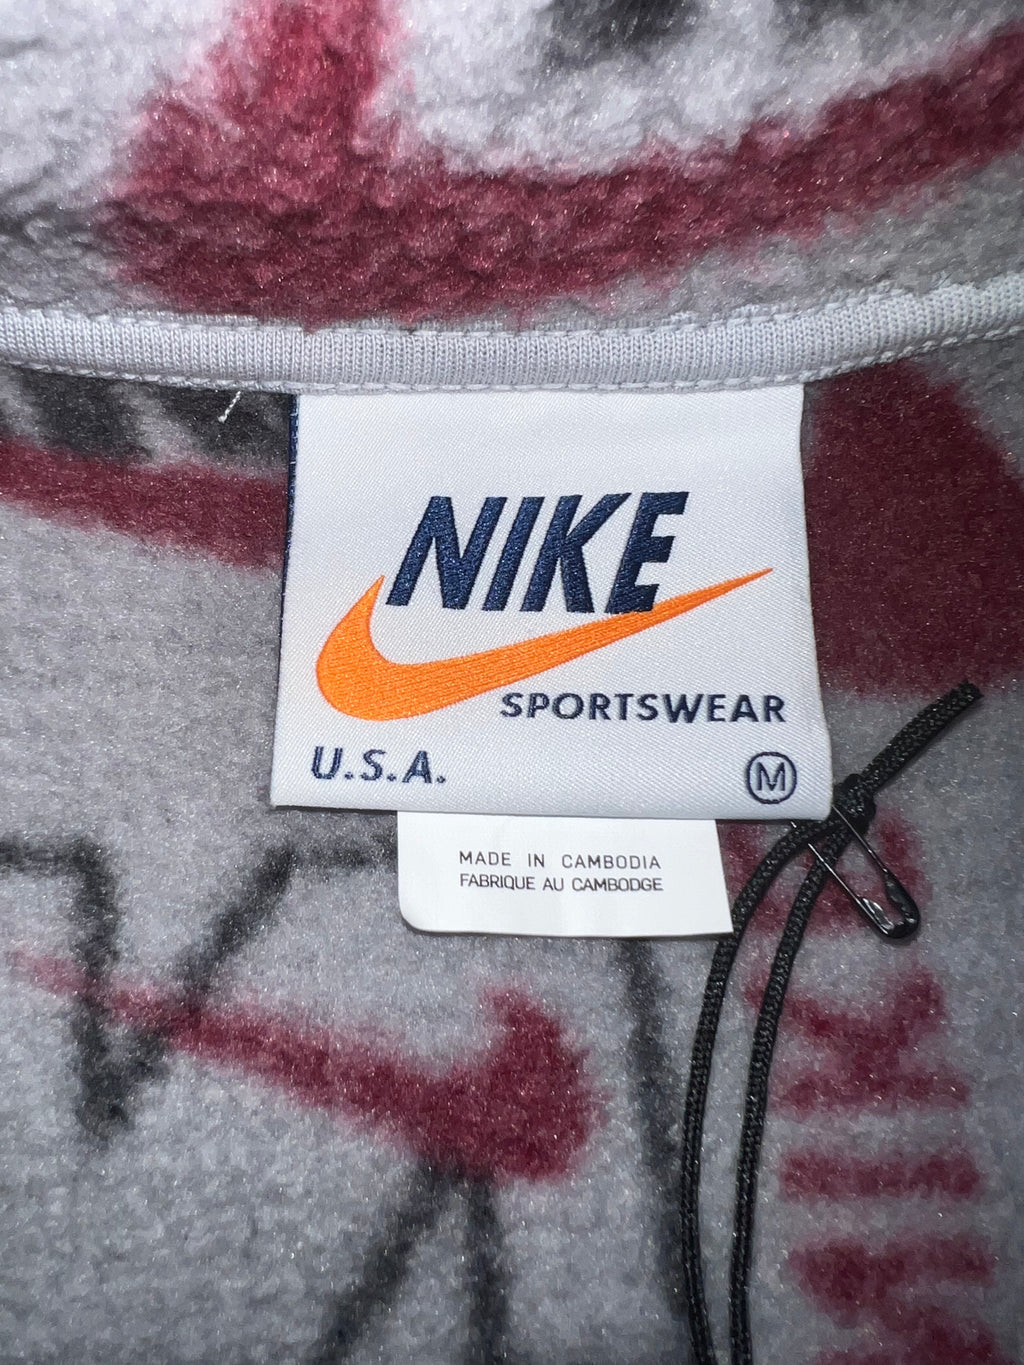 NIKE
SPORTSWEAR
U.S.A. M
MADE IN CAMBODIA
FABRIQUE AU CAMBODGE